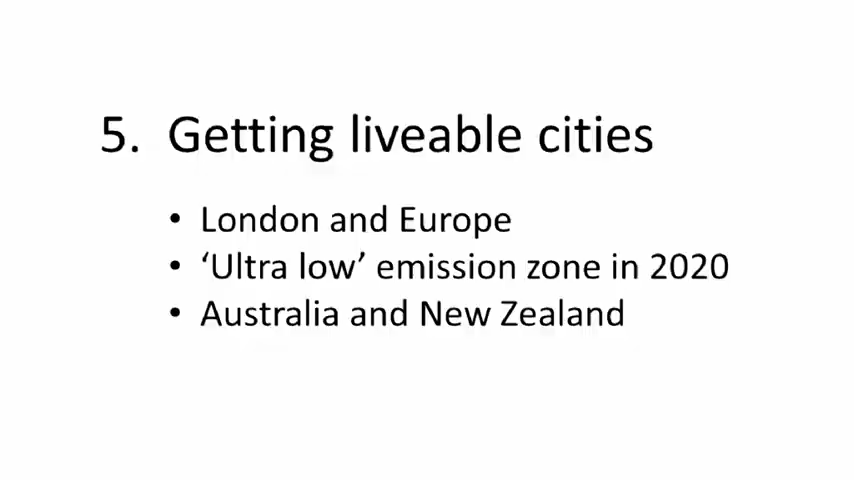 5. Getting liveable cities
• London and Europe
• ‘Ultra low’ emission zone in 2020
• Australia and New Zealand